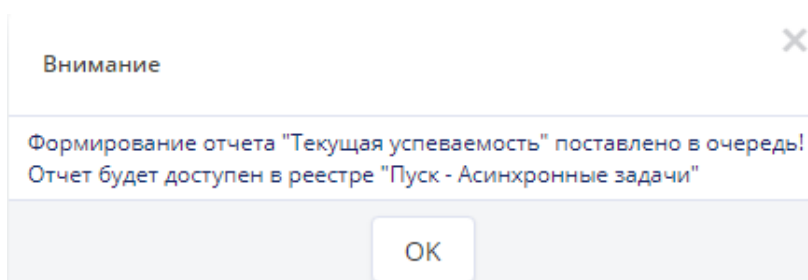 Внимание
Формирование отчета "Текущая успеваемость" поставлено в очередь!
Отчет будет доступен в реестре "Пуск - Асинхронные задачи"
OK